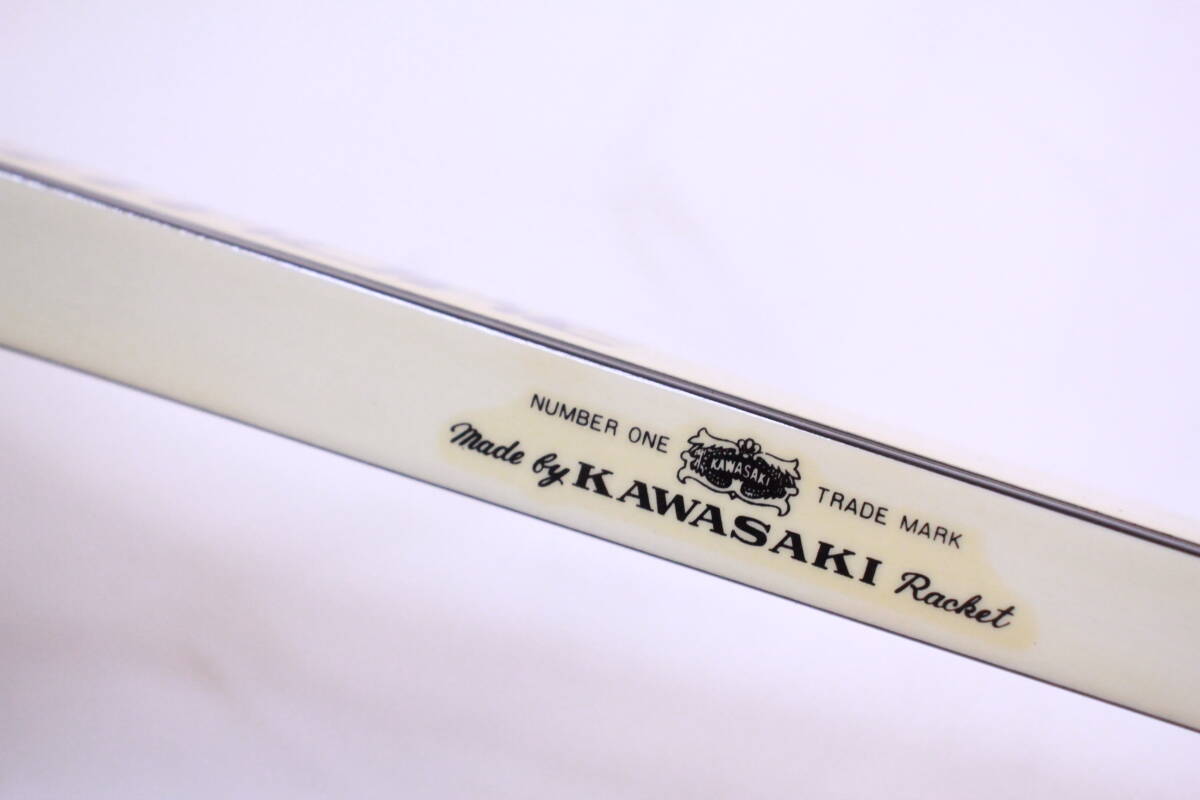 NUMBER ONE KAWASAKI TRADE MARK
Made by KAWASAKI Racket